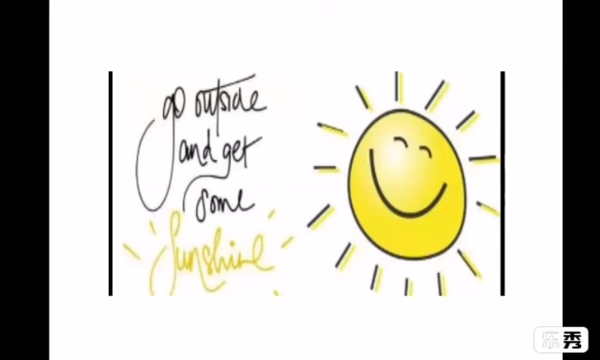 go outside
and get
some
Sunshine
乐秀